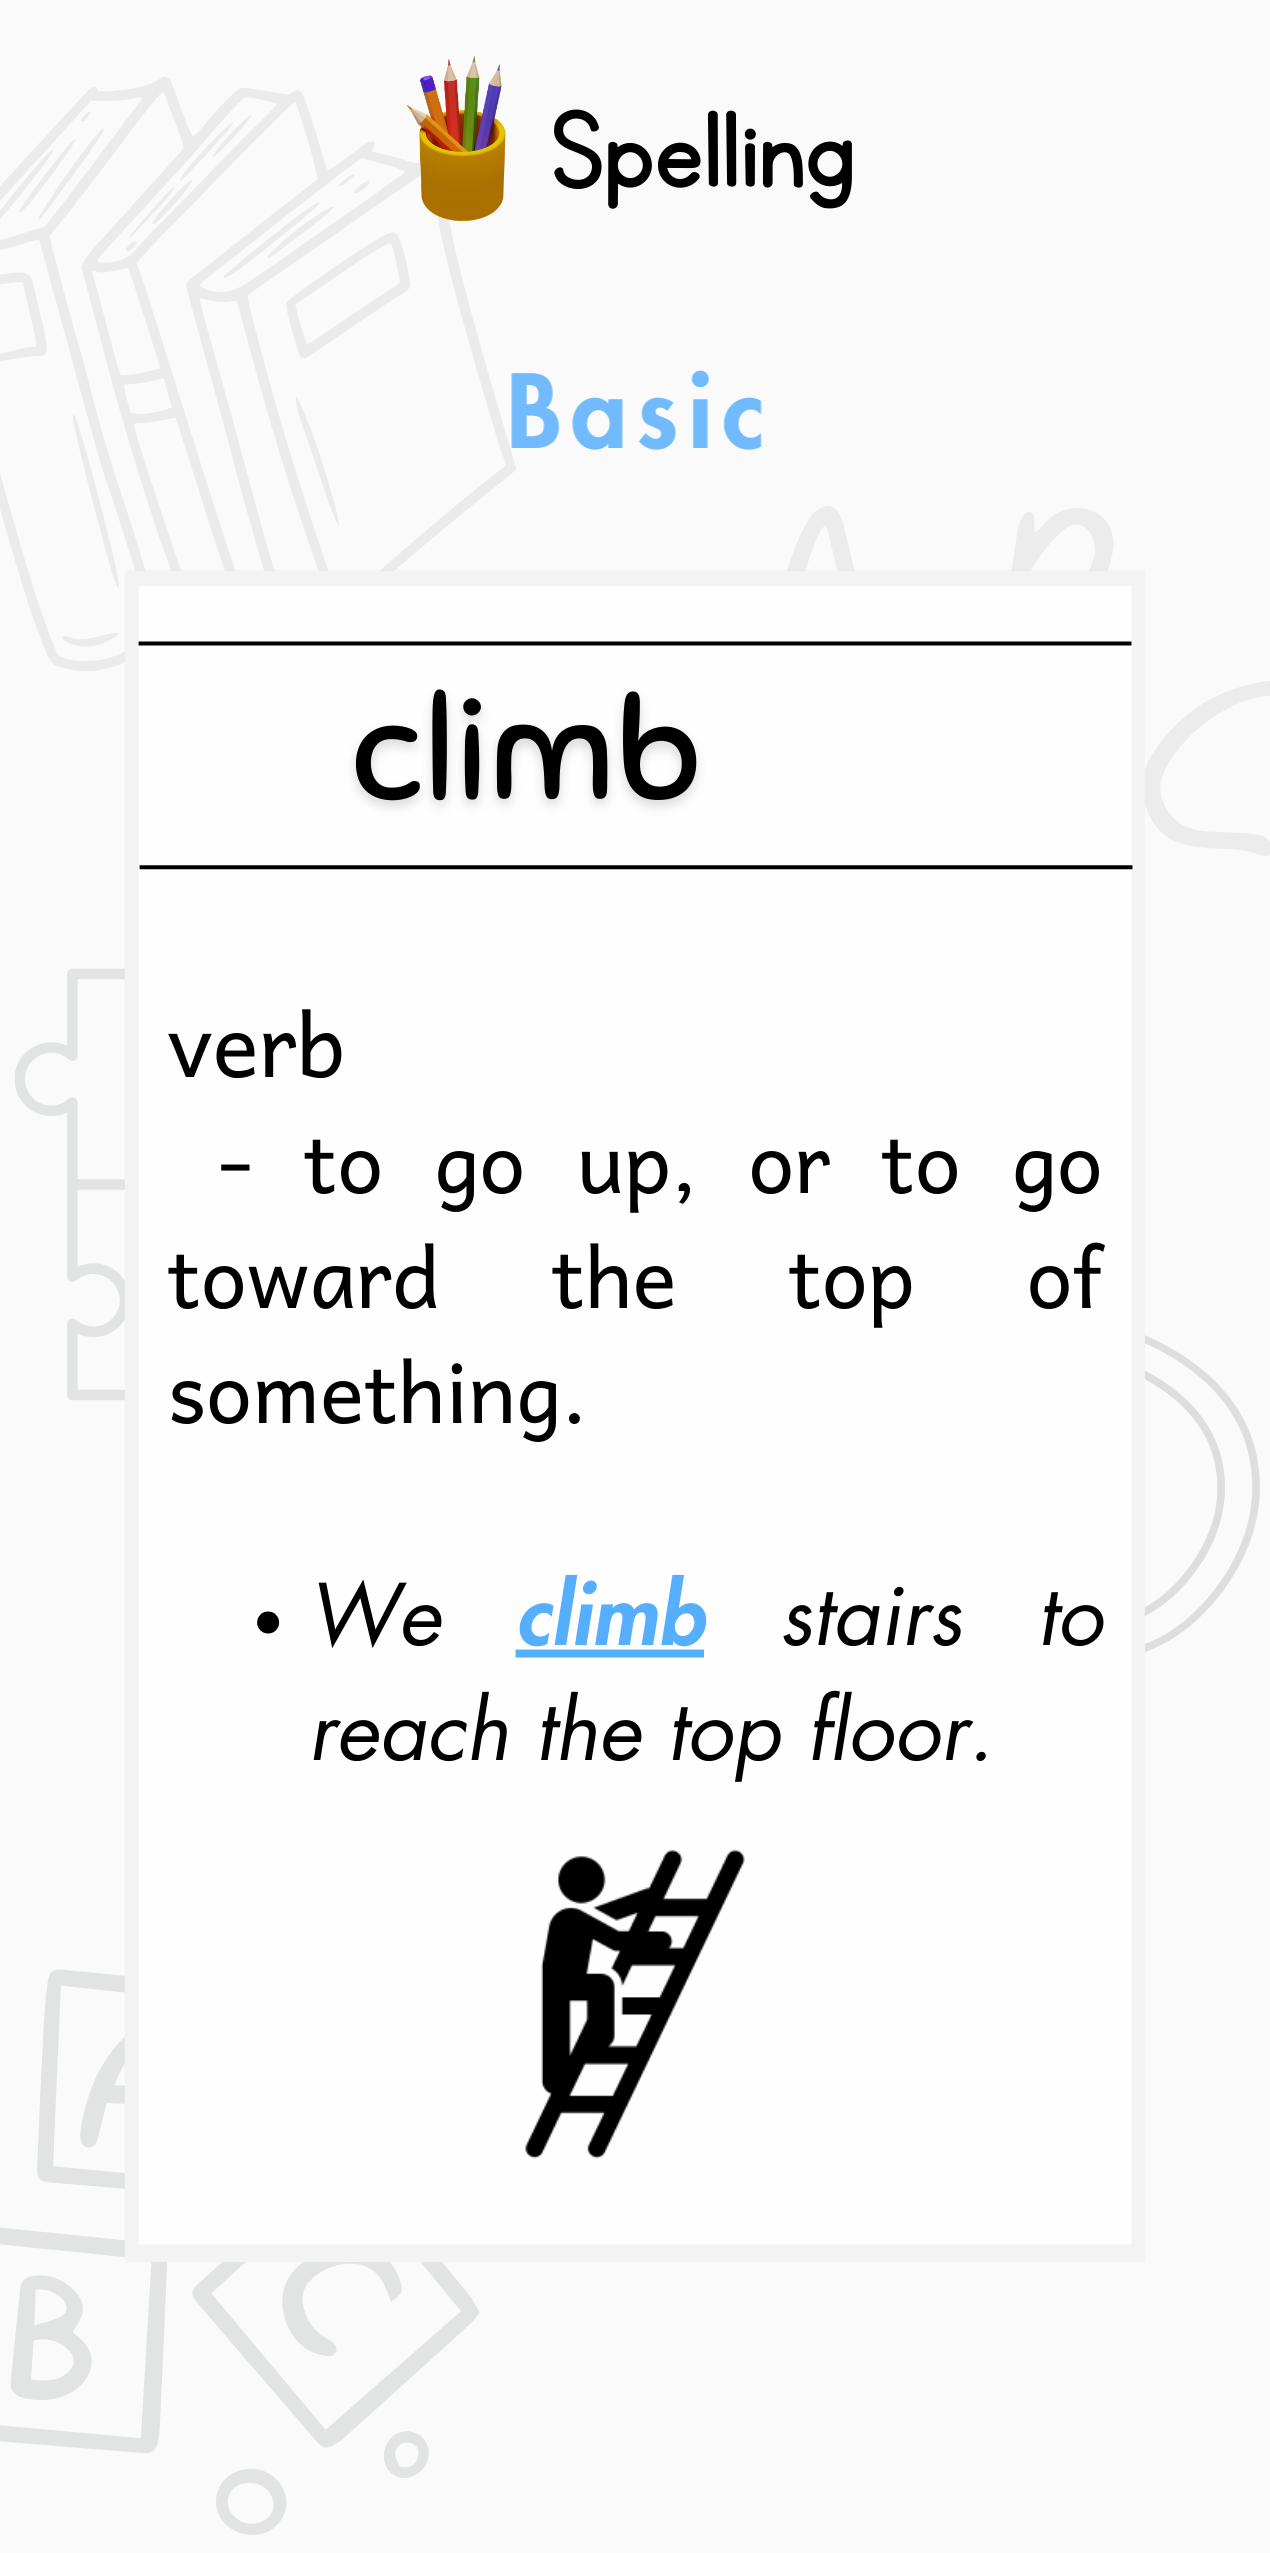 Spelling
Basic
climb
verb
- to go up, or to go
toward the top of
something.
• We climb stairs to
reach the top floor.
A
B
C